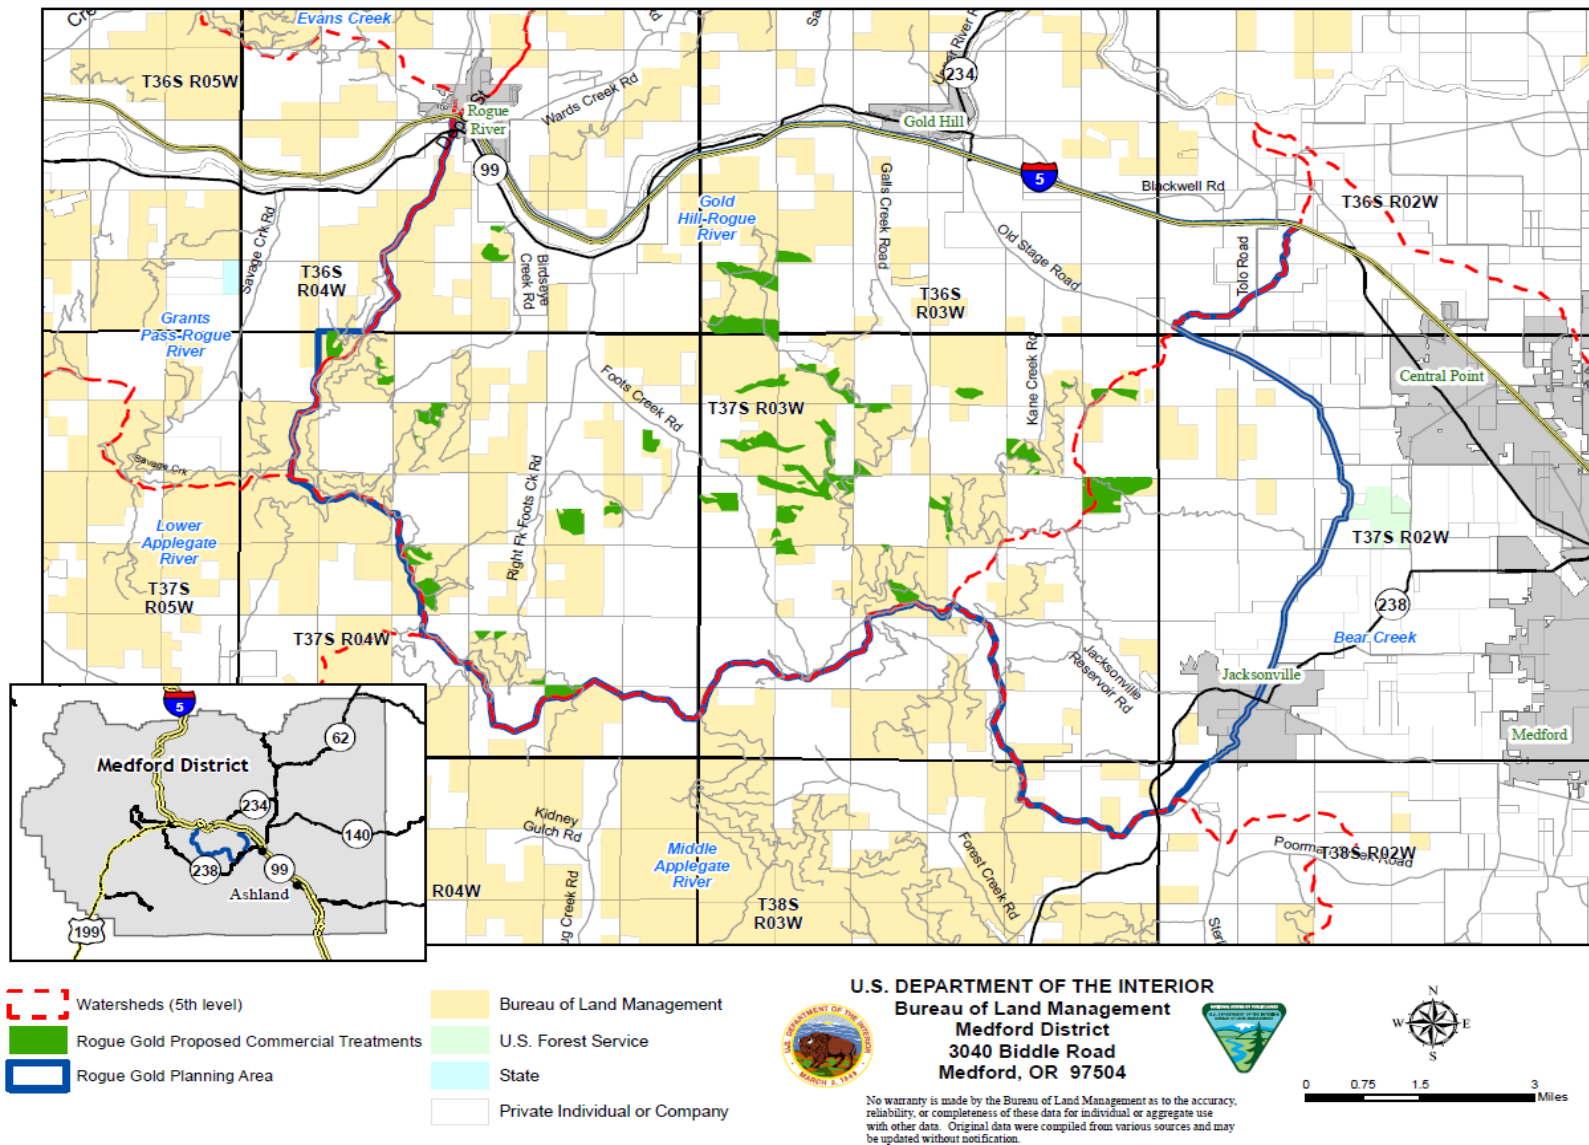 Evans Creek
T36S R05W
Rogue
River
Wards Creek Rd
99
234
Gold Hill
234
5
Blackwell Rd
T36S R02W
Savage Crk Rd
Gold
Hill-Rogue
River
Galls Creek Road
Old Stage Road
Tolo Road
T36S
R04W
Birdseye
Creek Rd
T36S
R03W
Grants
Pass-Rogue
River
Foots Creek Rd
T37S R03W
Kane Creek Rd
Central Point
Savage Crk
Right Fk Foots Ck Rd
Lower
Applegate
River
T37S R02W
T37S
R05W
T37S R04W
238
Bear Creek
Jacksonville
Reservoir Rd
Jacksonville
Medford
Kidney
Gulch Rd
Middle
Applegate
River
Forest Creek Rd
T38S R02W
R04W
T38S
R03W
5
62
Medford District
234
140
238
99
Ashland
199
Watersheds (5th level)
Rogue Gold Proposed Commercial Treatments
Rogue Gold Planning Area
Bureau of Land Management
U.S. Forest Service
State
Private Individual or Company
U.S. DEPARTMENT OF THE INTERIOR
Bureau of Land Management
Medford District
3040 Biddle Road
Medford, OR 97504
No warranty is made by the Bureau of Land Management as to the accuracy,
reliability, or completeness of these data for individual or aggregate use
with other data. Original data were compiled from various sources and may
be updated without notification.
U.S. DEPARTMENT OF THE INTERIOR
MARCH 3, 1849
N
W E
S
0 0.75 1.5 3
Miles